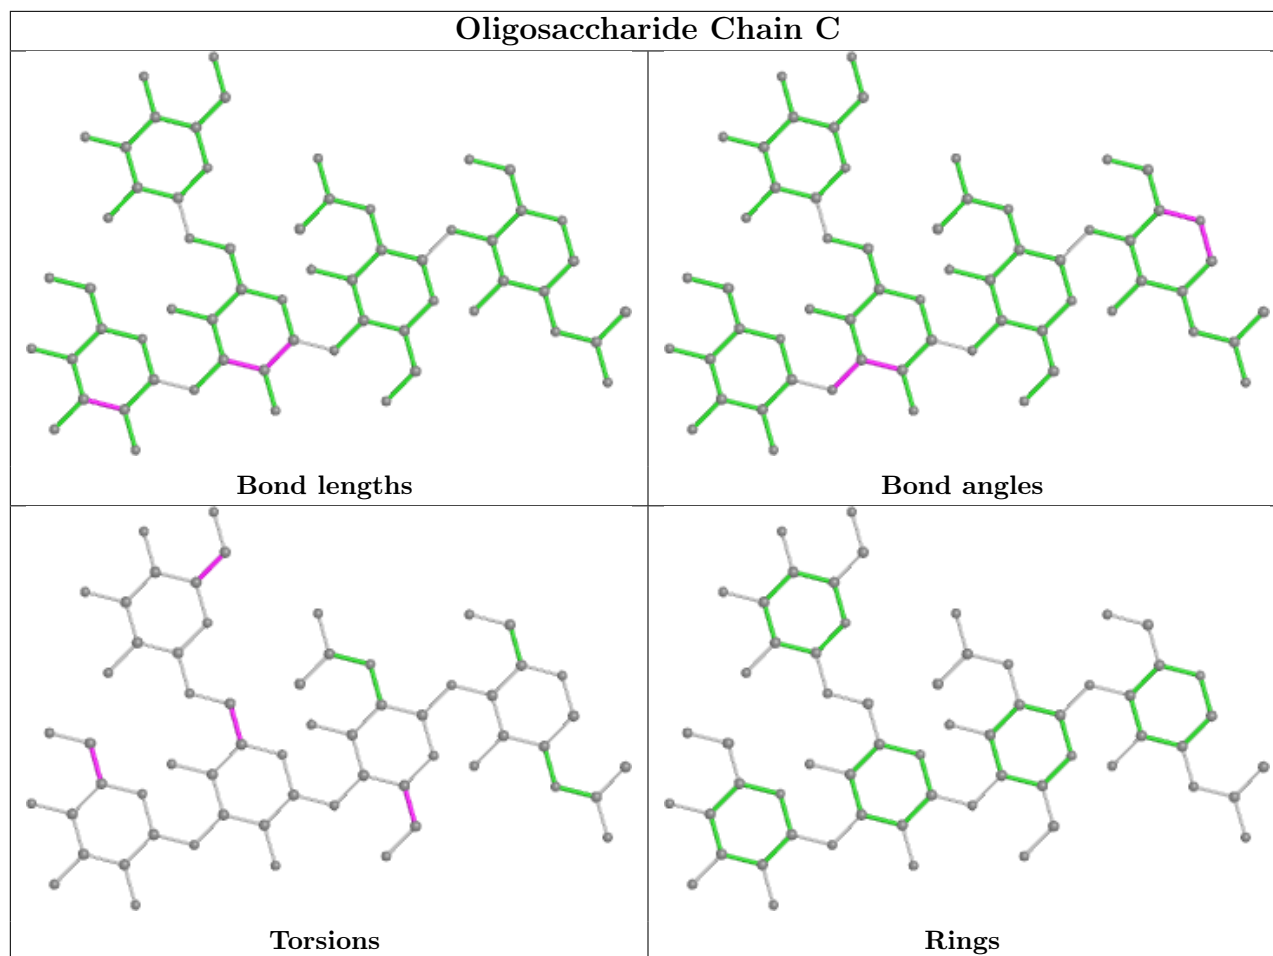 Oligosaccharide Chain C
Bond lengths
Bond angles
Torsions
Rings